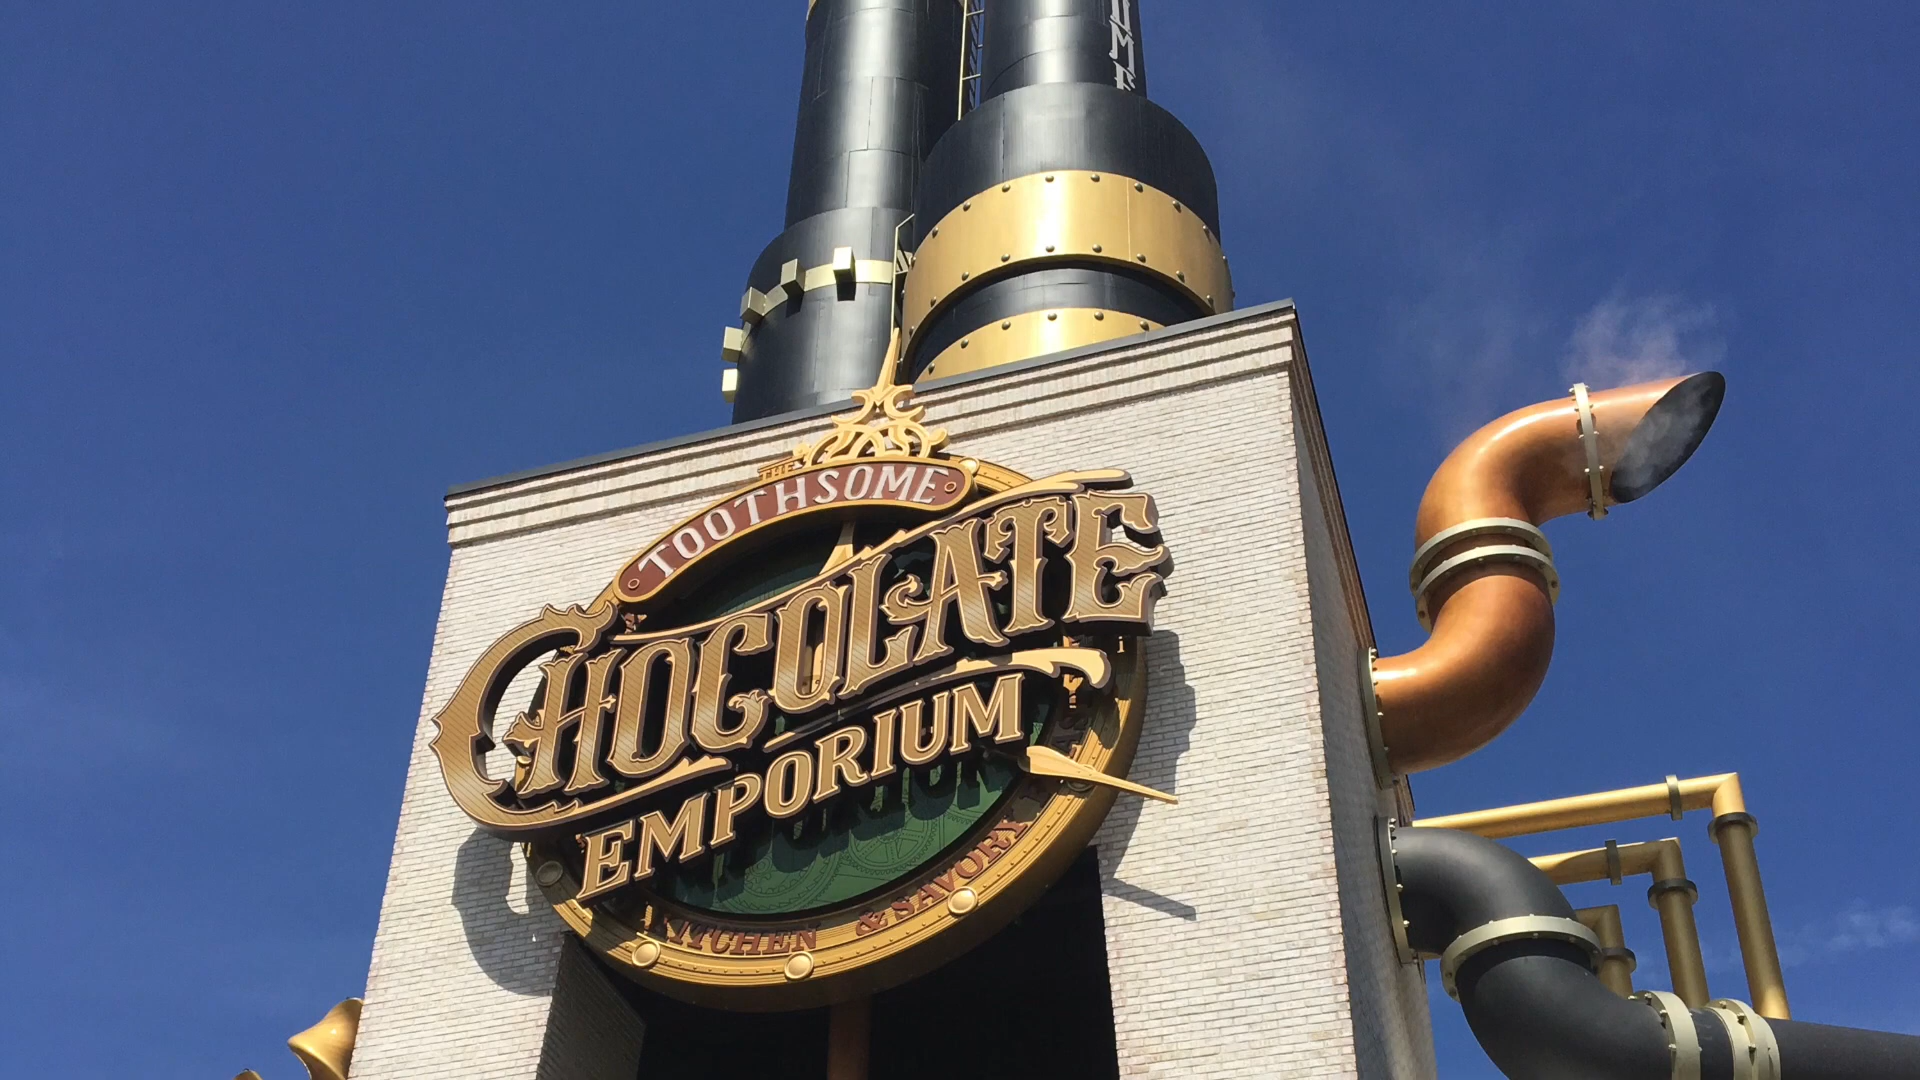 THE
TOOTHSOME
CHOCOLATE
EMPORIUM
KITCHEN & SAVORY